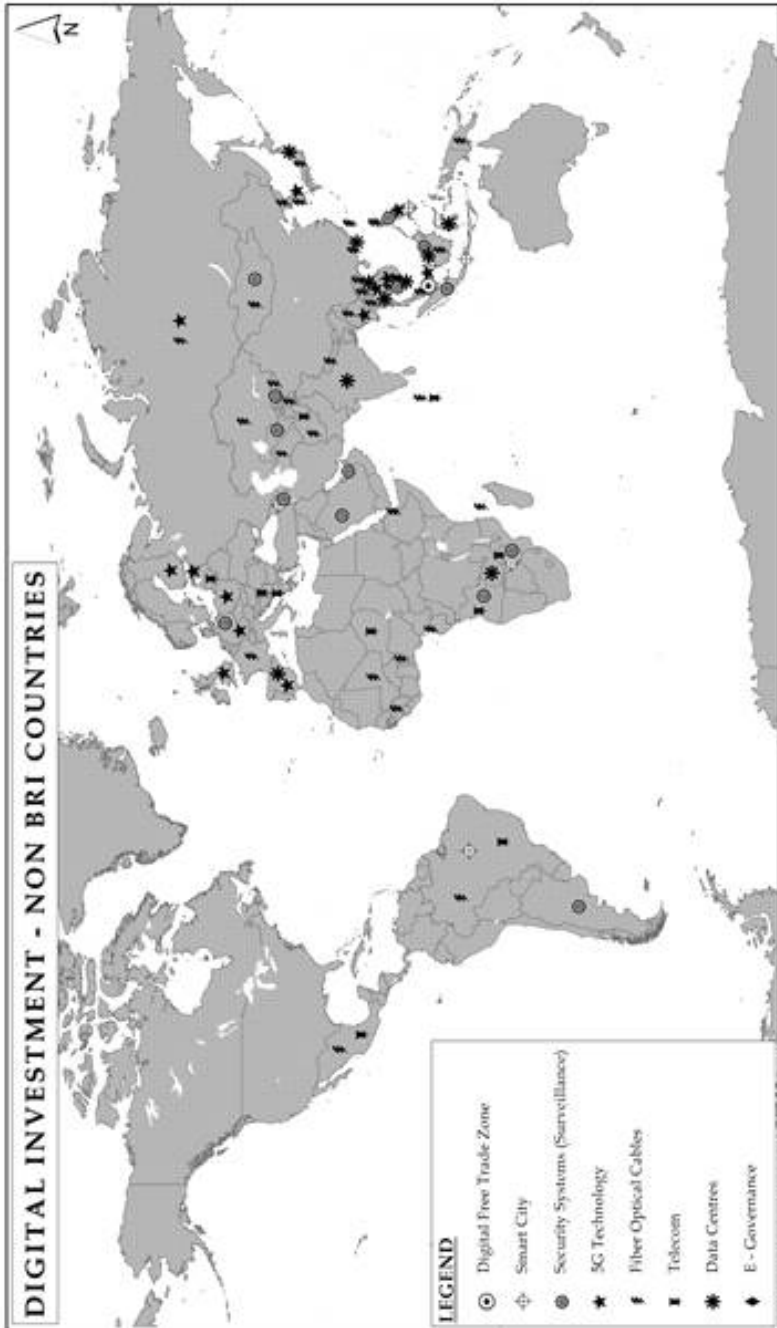 DIGITAL INVESTMENT - NON BRI COUNTRIES
N
LEGEND
Digital Free Trade Zone
Smart City
Security Systems (Surveillance)
5G Technology
Fiber Optical Cables
Telecom
Data Centres
E - Governance